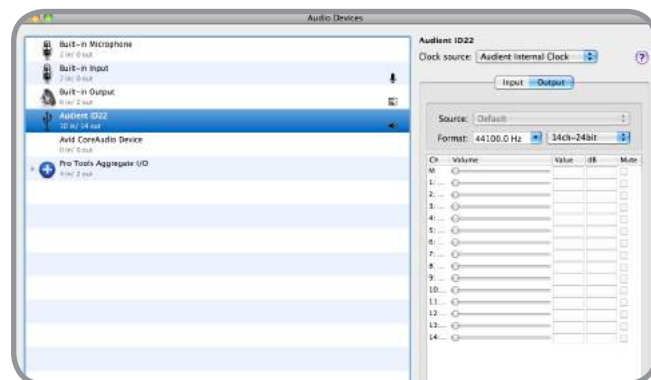 Audio Devices
Built-in Microphone
2 in/ 0 out
Built-in Input
2 in/ 0 out
Built-in Output
0 in/ 2 out
Audient ID22
10 in/ 14 out
Avid CoreAudio Device
0 in/ 0 out
Pro Tools Aggregate I/O
0 in/ 2 out
Audient ID22
Clock source: Audient Internal Clock
?
Input Output
Source: Default
Format: 44100.0 Hz 14ch-24bit
Ch Volume Value dB Mute
M
1: ...
2: ...
3: ...
4: ...
5: ...
6: ...
7: ...
8: ...
9: ...
10:...
11...
12...
13...
14...